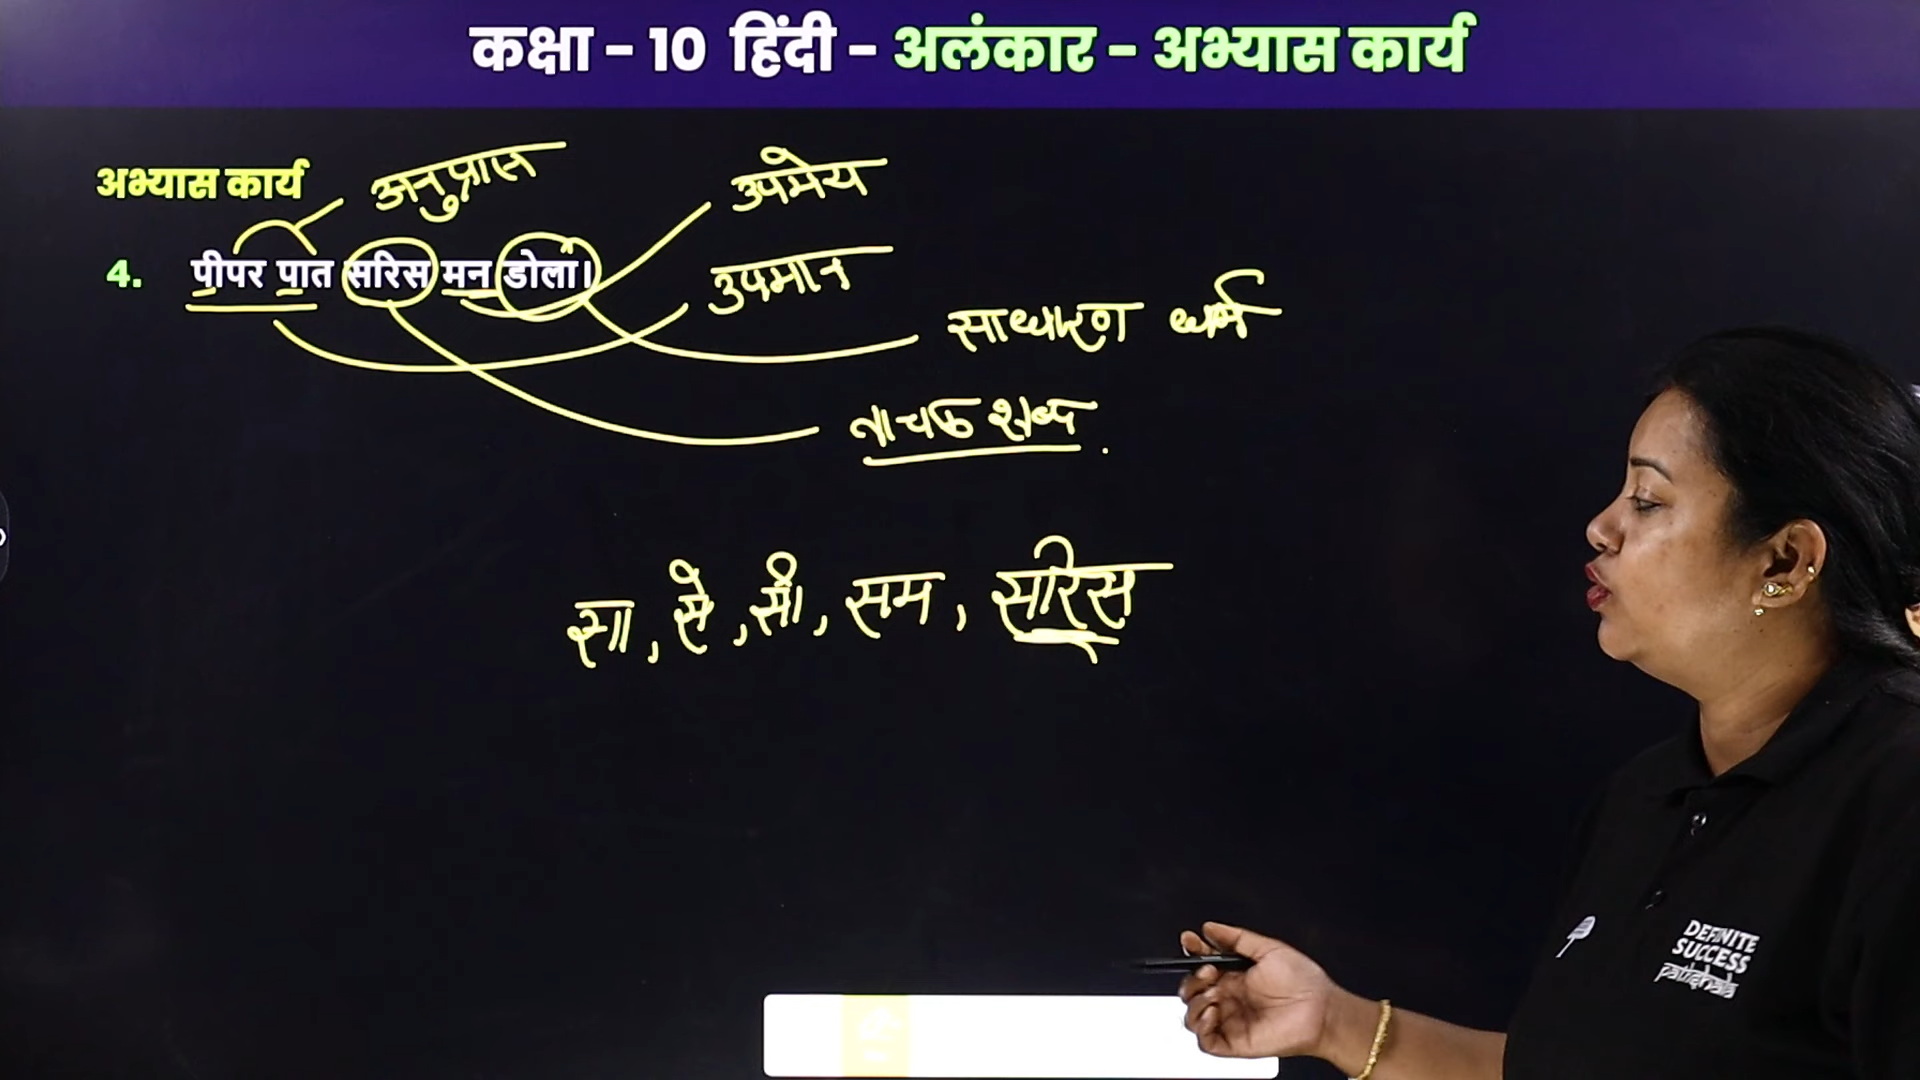 कक्षा - 10 हिंदी - अलंकार - अभ्यास कार्य
अभ्यास कार्य
अनुप्रास
उपमेय
4. पीपर पात सरिस मन डोला।
उपमान
साधारण धर्म
वाचक शब्द
सा, से, सी, सम, सरिस
DEFINITE
SUCCESS
pathshala